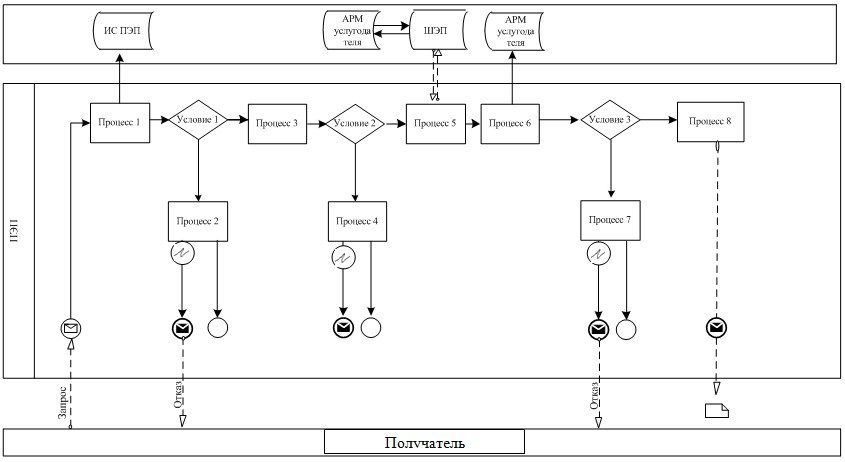 ИС ПЭП
АРМ
услугода
теля
ШЭП
АРМ
услугода
теля
ПЭП
Процесс 1
Условие 1
Процесс 3
Условие 2
Процесс 5
Процесс 6
Условие 3
Процесс 8
Процесс 2
Процесс 4
Процесс 7
Запрос
Отказ
Отказ
Получатель